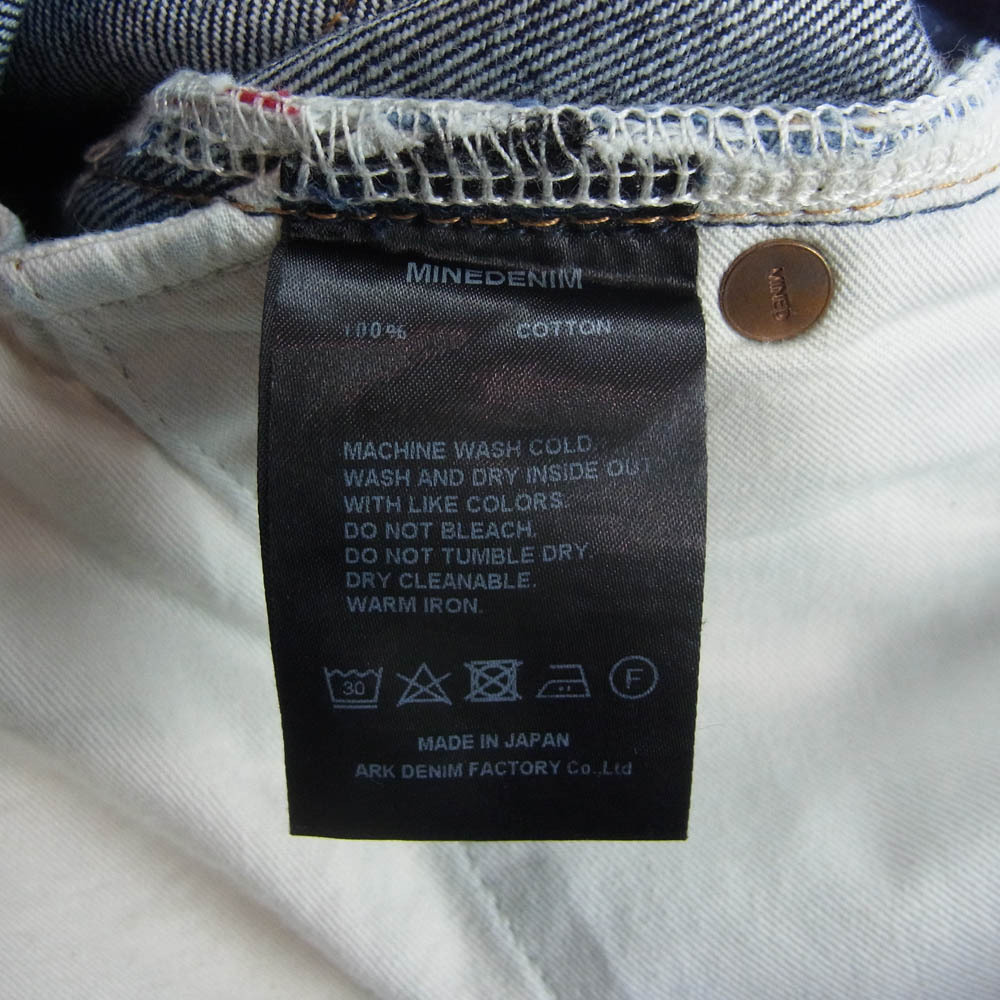 MINEDENIM
100% COTTON
MINED
MACHINE WASH COLD.
WASH AND DRY INSIDE OUT
WITH LIKE COLORS.
DO NOT BLEACH.
DO NOT TUMBLE DRY.
DRY CLEANABLE.
WARM IRON.
30
F
MADE IN JAPAN
ARK DENIM FACTORY Co.,Ltd